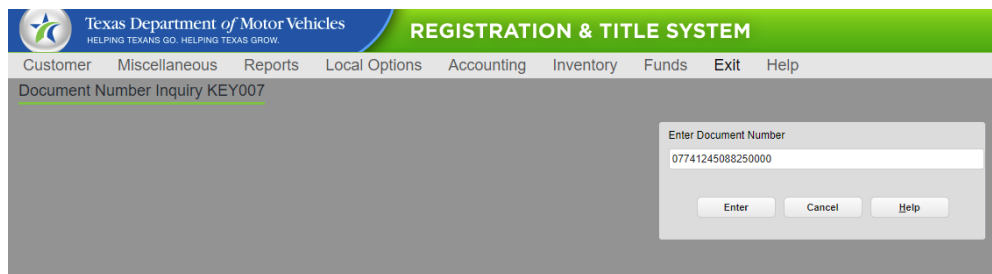 Texas Department of Motor Vehicles
HELPING TEXANS GO. HELPING TEXAS GROW.
REGISTRATION & TITLE SYSTEM
Customer Miscellaneous Reports Local Options Accounting Inventory Funds Exit Help
Document Number Inquiry KEY007
Enter Document Number
07741245088250000
Enter Cancel Help